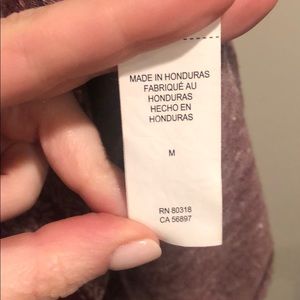 MADE IN HONDURAS
FABRIQUÉ AU
HONDURAS
HECHO EN
HONDURAS
M
RN 80318
CA 56897